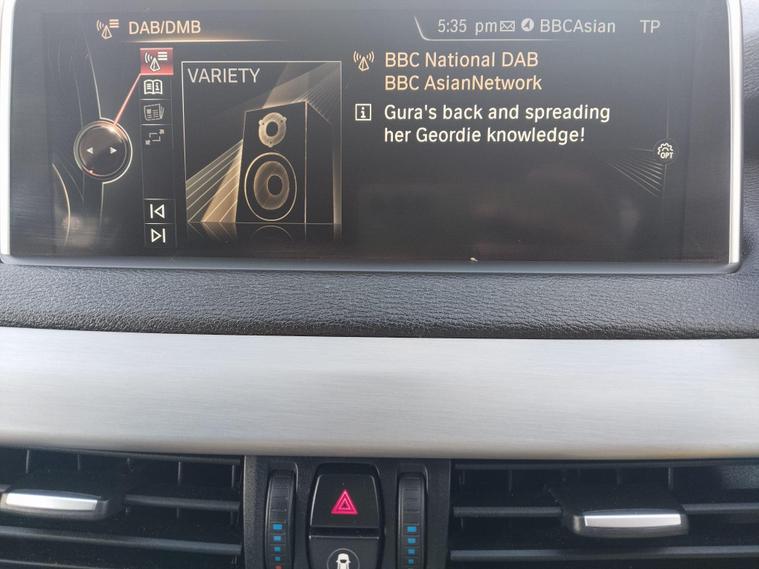 DAB/DMB
5:35 pm BBCAsian TP
VARIETY
BBC National DAB
BBC AsianNetwork
Gura's back and spreading
her Geordie knowledge!
OPT